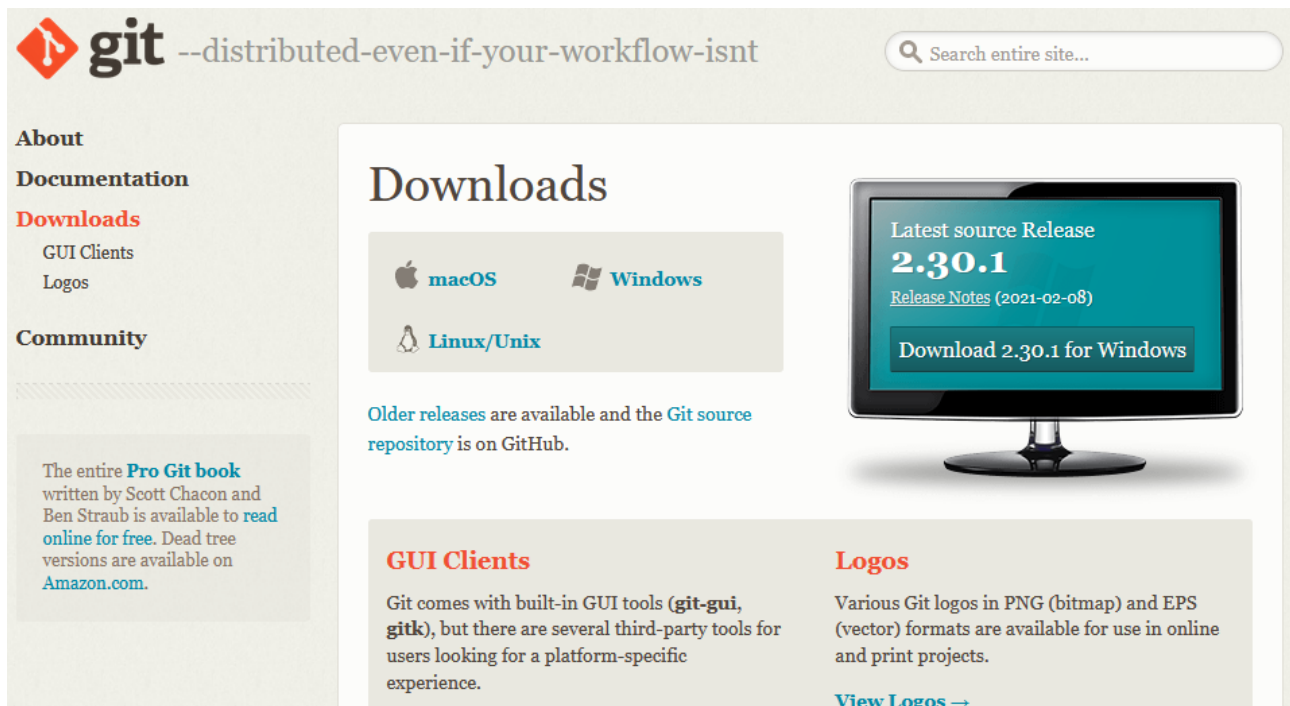 git --distributed-even-if-your-workflow-isnt
Search entire site...
About
Documentation
Downloads
GUI Clients
Logos
Community
The entire Pro Git book
written by Scott Chacon and
Ben Straub is available to read
online for free. Dead tree
versions are available on
Amazon.com.
Downloads
macOS
Windows
Linux/Unix
Older releases are available and the Git source
repository is on GitHub.
Latest source Release
2.30.1
Release Notes (2021-02-08)
Download 2.30.1 for Windows
GUI Clients
Git comes with built-in GUI tools (git-gui,
gitk), but there are several third-party tools for
users looking for a platform-specific
experience.
Logos
Various Git logos in PNG (bitmap) and EPS
(vector) formats are available for use in online
and print projects.
View Logos →